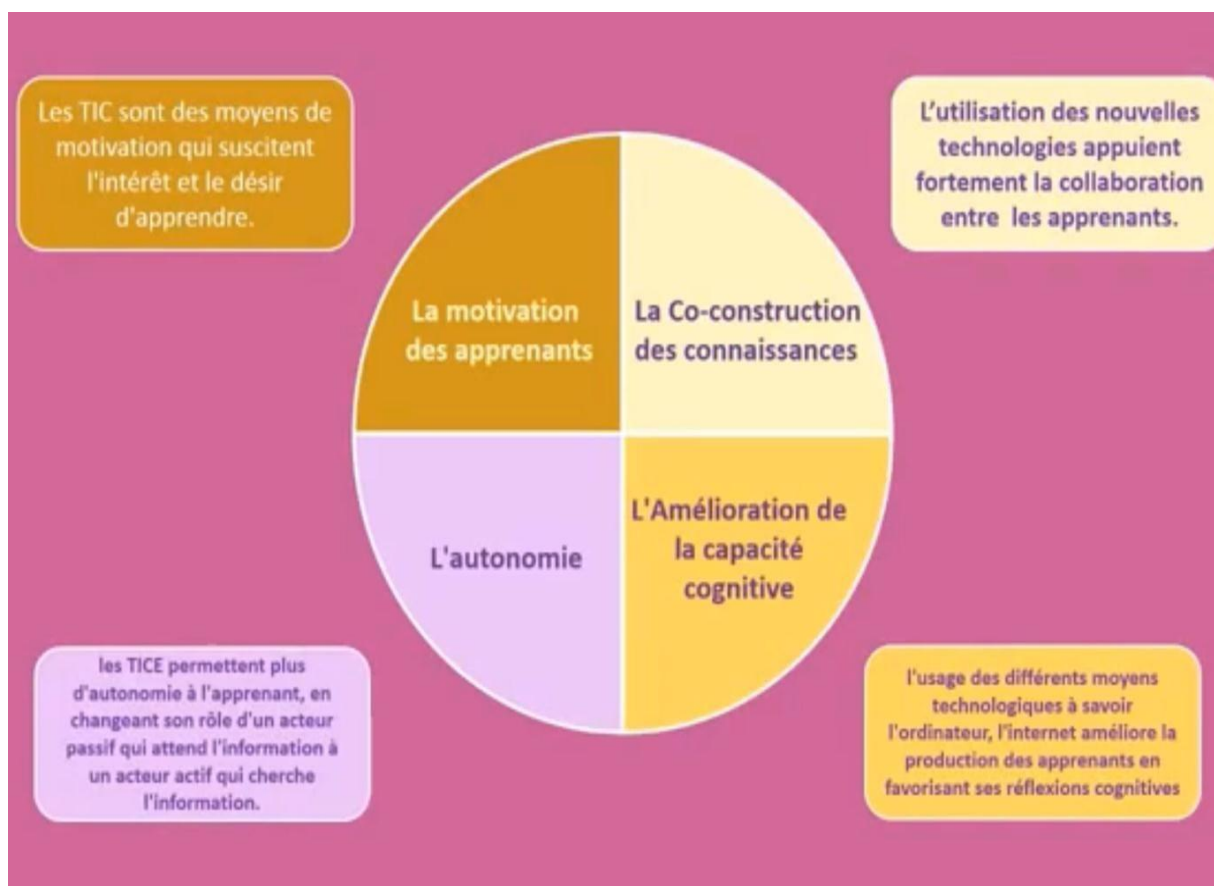 Les TIC sont des moyens de
motivation qui suscitent
l'intérêt et le désir
d'apprendre.
L'utilisation des nouvelles
technologies appuient
fortement la collaboration
entre les apprenants.
La motivation
des apprenants
La Co-construction
des connaissances
L'autonomie
L'Amélioration de
la capacité
cognitive
les TICE permettent plus
d'autonomie à l'apprenant, en
changeant son rôle d'un acteur
passif qui attend l'information à
un acteur actif qui cherche
l'information.
l'usage des différents moyens
technologiques à savoir
l'ordinateur, l'internet améliore la
production des apprenants en
favorisant ses réflexions cognitives